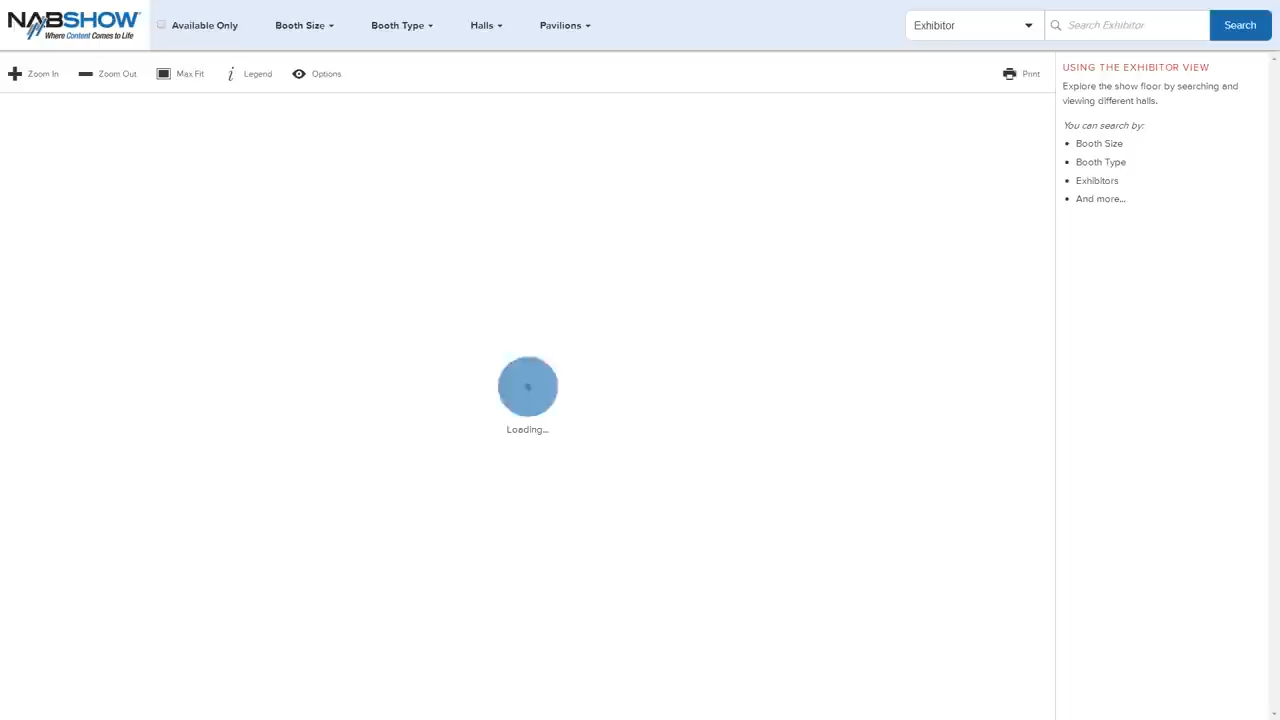 NABSHOW
Where Content Comes to Life
Available Only
Booth Size
Booth Type
Halls
Pavilions
Exhibitor
Search Exhibitor
Search
Zoom In
Zoom Out
Max Fit
Legend
Options
Print
USING THE EXHIBITOR VIEW
Explore the show floor by searching and
viewing different halls.
You can search by:
Booth Size
Booth Type
Exhibitors
And more...
Loading...